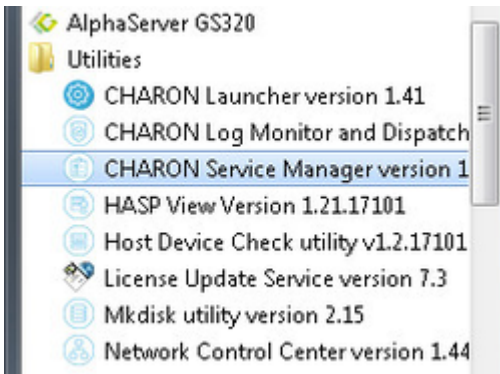 AlphaServer GS320
Utilities
CHARON Launcher version 1.41
CHARON Log Monitor and Dispatch
CHARON Service Manager version 1
HASP View Version 1.21.17101
Host Device Check utility v1.2.17101
License Update Service version 7.3
Mkdisk utility version 2.15
Network Control Center version 1.44